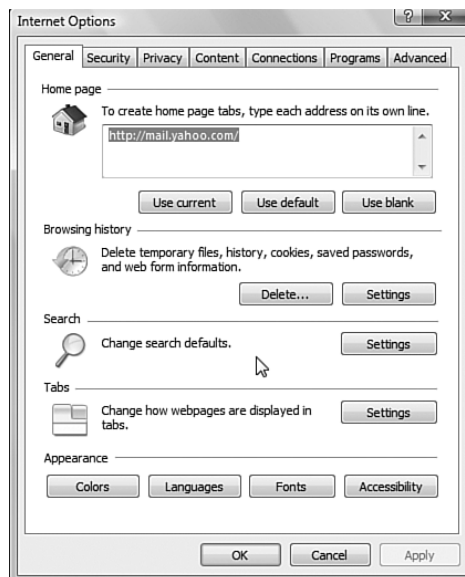 Internet Options
General Security Privacy Content Connections Programs Advanced
Home page
To create home page tabs, type each address on its own line.
http://mail.yahoo.com/
Use current Use default Use blank
Browsing history
Delete temporary files, history, cookies, saved passwords,
and web form information.
Delete... Settings
Search
Change search defaults. Settings
Tabs
Change how webpages are displayed in
tabs.
Settings
Appearance
Colors Languages Fonts Accessibility
OK Cancel Apply